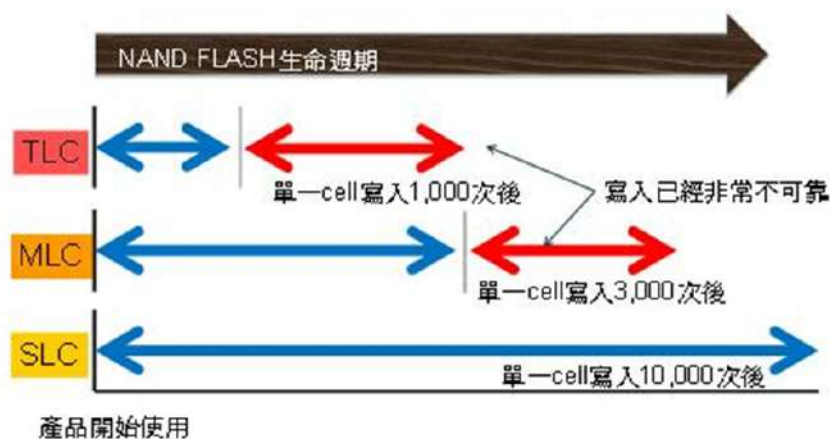 NAND FLASH生命週期
TLC
單一cell寫入1,000次後
寫入已經非常不可靠
MLC
單一cell寫入3,000次後
SLC
單一cell寫入10,000次後
產品開始使用